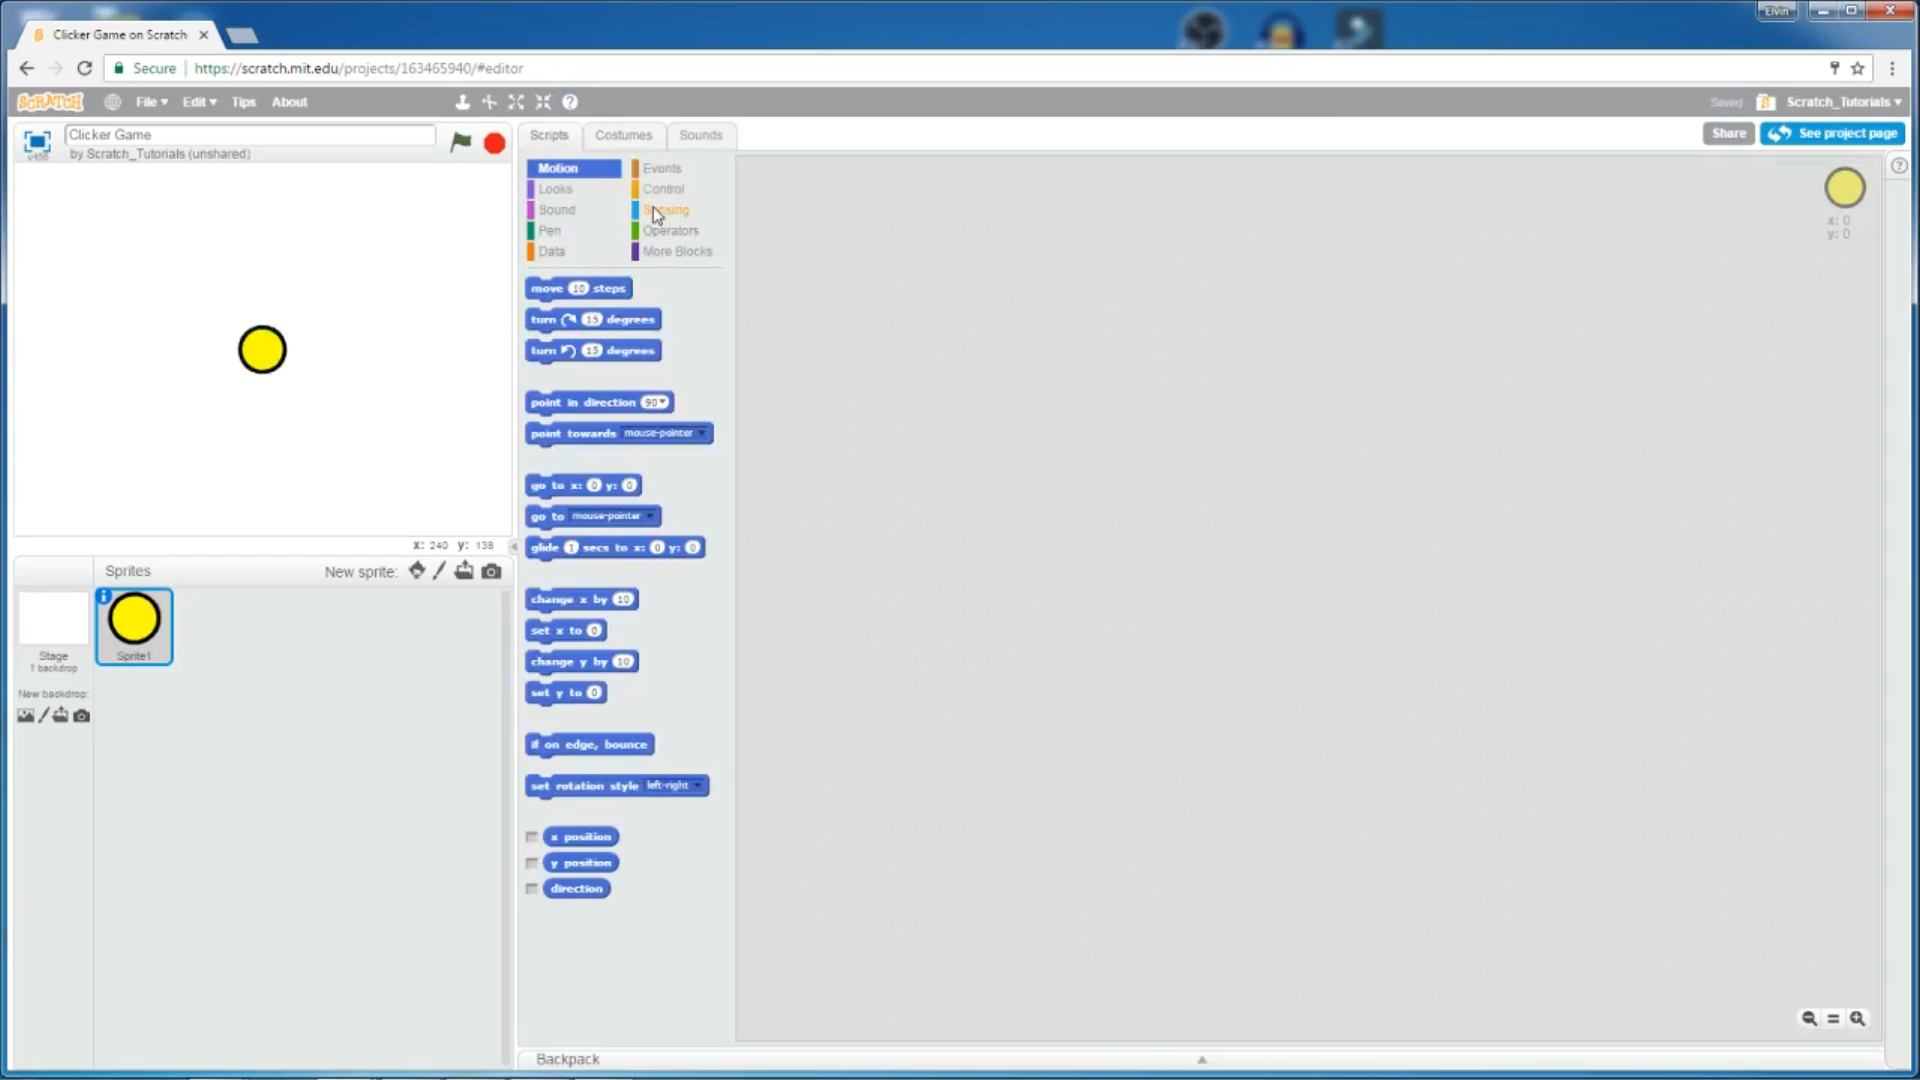 Elvin
Clicker Game on Scratch
Secure https://scratch.mit.edu/projects/163465940/#editor
SCRATCH File Edit Tips About Saved Scratch_Tutorials
Clicker Game
by Scratch_Tutorials (unshared)
v456
Scripts Costumes Sounds
Share See project page
Motion Events
Looks Control
Sound Sensing
Pen Operators
Data More Blocks
x: 0
y: 0
move 10 steps
turn 15 degrees
turn 15 degrees
point in direction 90
point towards mouse-pointer
go to x: 0 y: 0
go to mouse-pointer
glide 1 secs to x: 0 y: 0
change x by 10
set x to 0
change y by 10
set y to 0
if on edge, bounce
set rotation style left-right
x position
y position
direction
x: 240 y: 138
Sprites New sprite:
Sprite1
Stage
1 backdrop
New backdrop:
Backpack